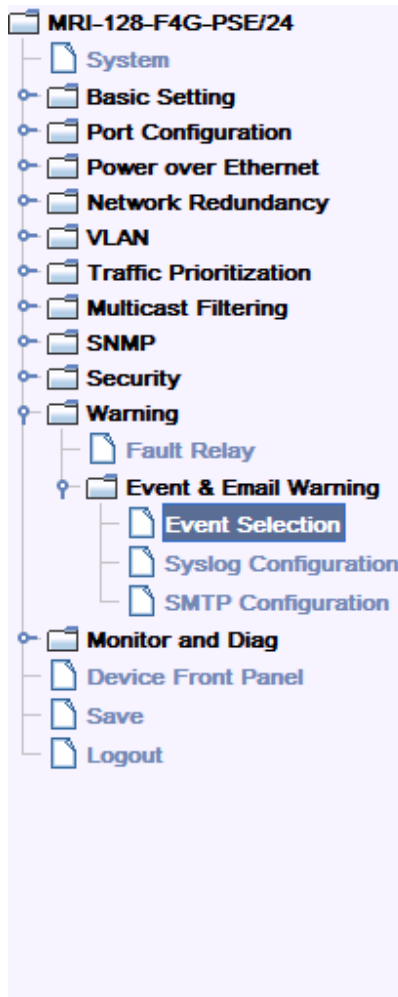 MRI-128-F4G-PSE/24
System
Basic Setting
Port Configuration
Power over Ethernet
Network Redundancy
VLAN
Traffic Prioritization
Multicast Filtering
SNMP
Security
Warning
Fault Relay
Event & Email Warning
Event Selection
Syslog Configuration
SMTP Configuration
Monitor and Diag
Device Front Panel
Save
Logout